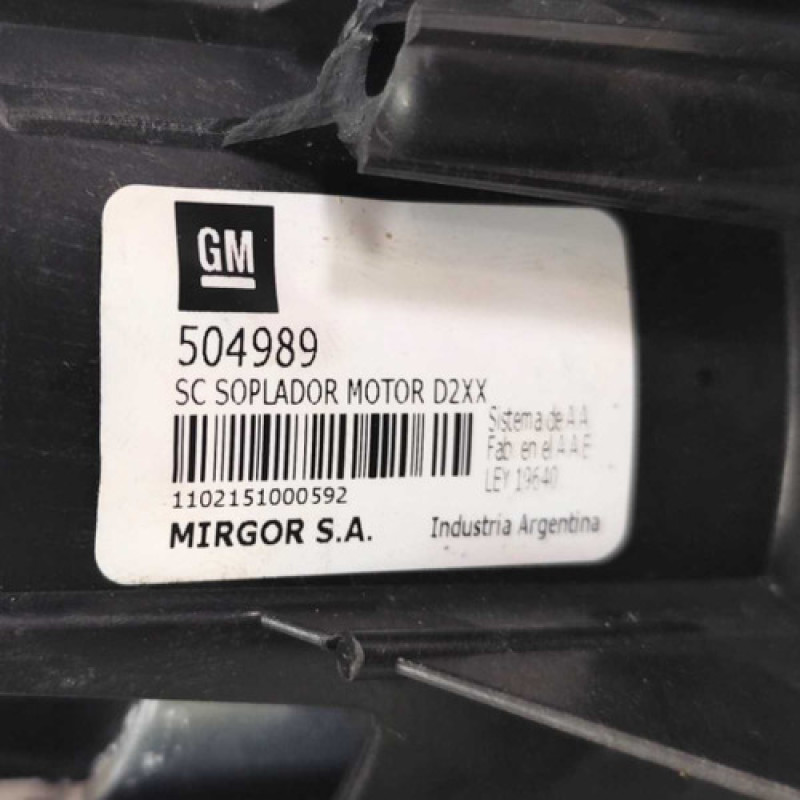 GM
504989
SC SOPLADOR MOTOR D2XX
Sistema de A.A
Fab. en el A.A.E
LEY 19640
1102151000592
MIRGOR S.A.
Industria Argentina